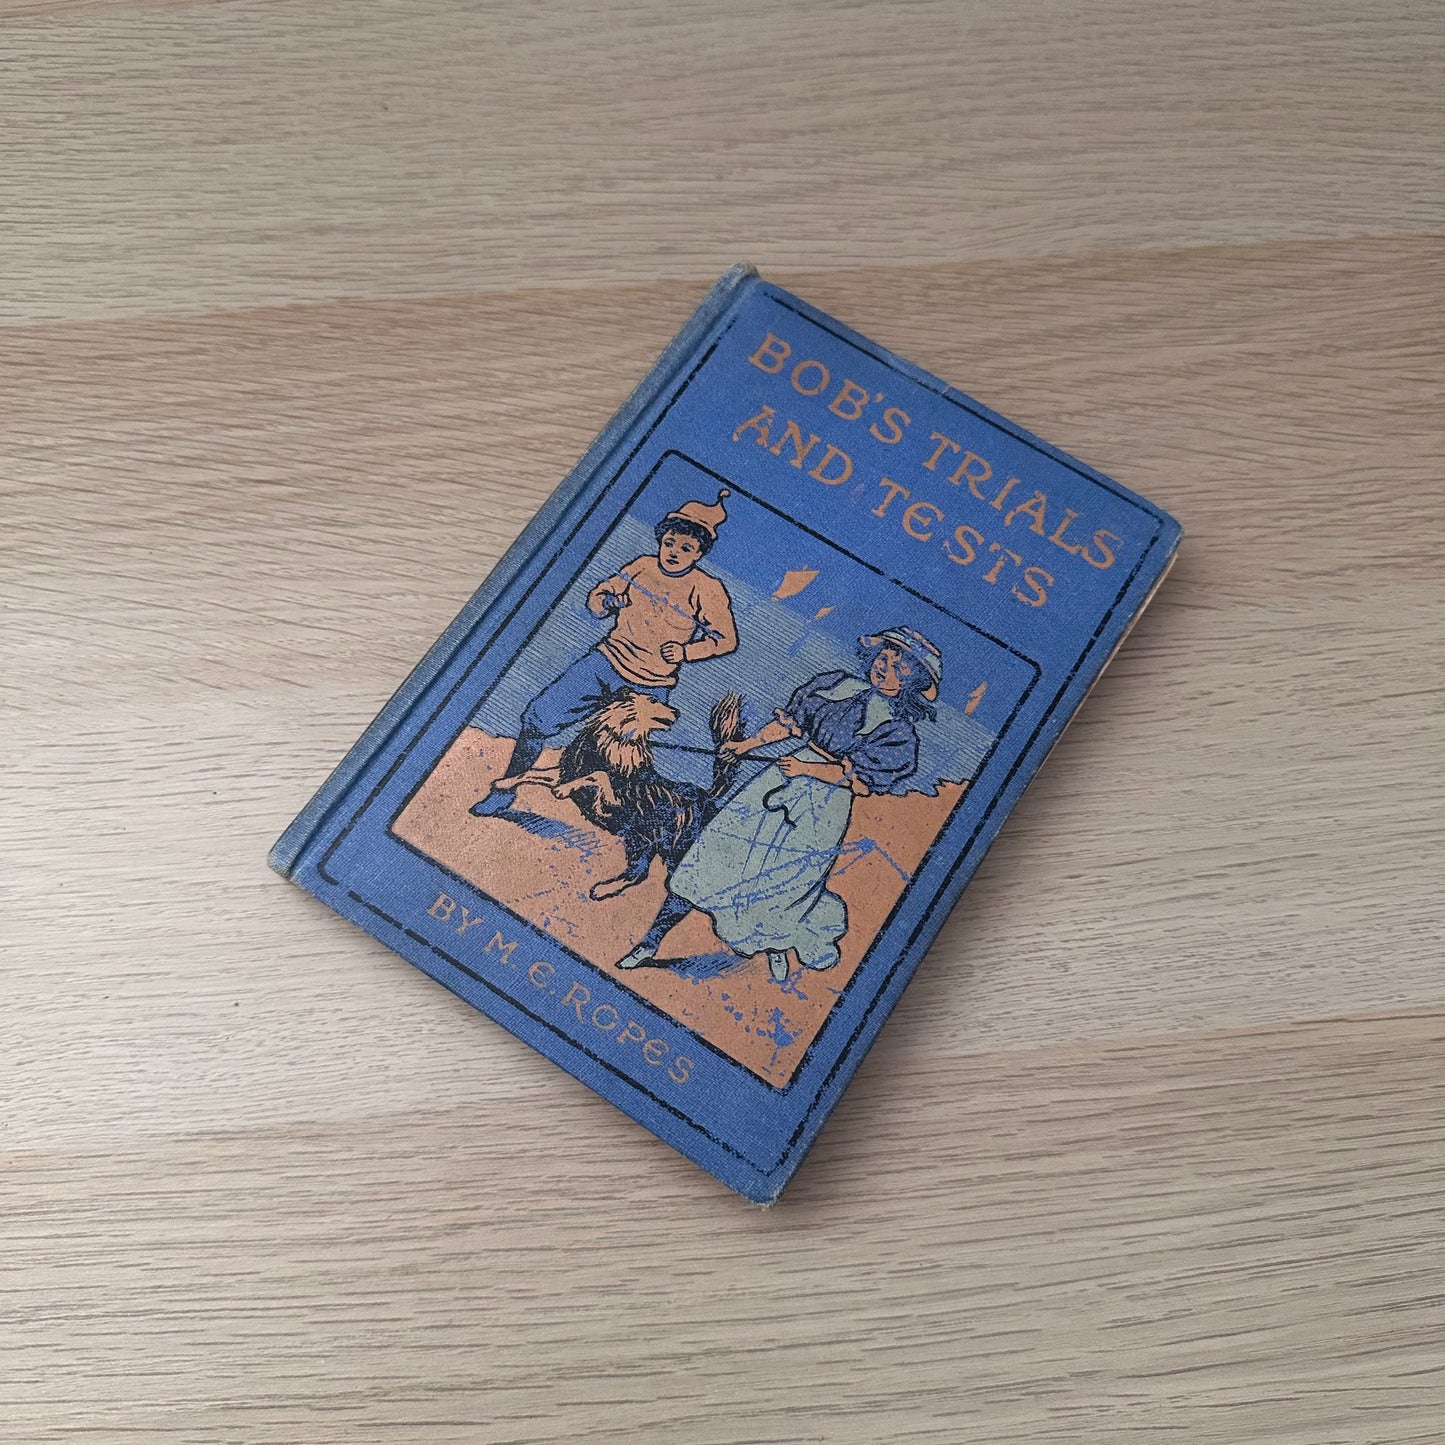 BOB'S TRIALS
AND TESTS
BY M. E. ROPES